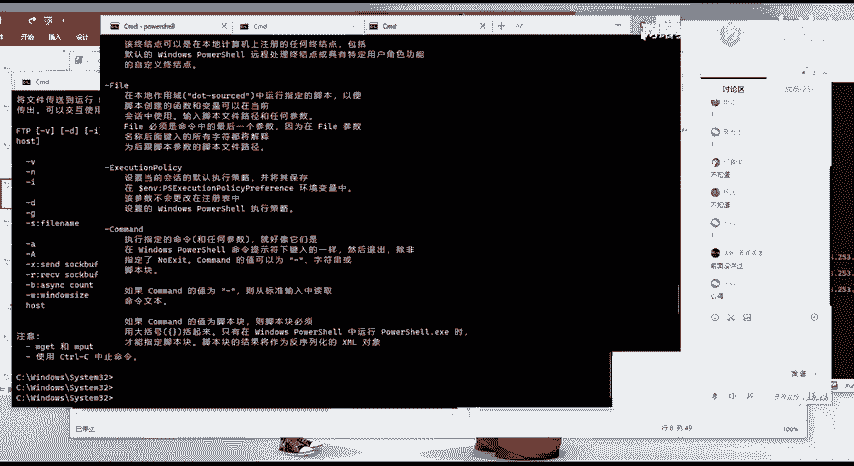 开始
插入
设计
Cmd - powershell
Cmd
Cmd
Cmd
该终结点可以是在本地计算机上注册的任何终结点，包括
默认的 Windows PowerShell 远程处理终结点或具有特定用户角色功能
的自定义终结点。
-File
在本地作用域("dot-sourced")中运行指定的脚本，以便
脚本创建的函数和变量可以在当前
会话中使用。输入脚本文件路径和任何参数。
File 必须是命令中的最后一个参数，因为在 File 参数
名称后面键入的所有字符都将解释
为后跟脚本参数的脚本文件路径。
-ExecutionPolicy
设置当前会话的默认执行策略，并将其保存
在 $env:PSExecutionPolicyPreference 环境变量中。
该参数不会更改在注册表中
设置的 Windows PowerShell 执行策略。
-Command
执行指定的命令(和任何参数)，就好像它们是
在 Windows PowerShell 命令提示符下键入的一样，然后退出，除非
指定了 NoExit。Command 的值可以为 "-"、字符串或
脚本块。
如果 Command 的值为 "-"，则从标准输入中读取
命令文本。
如果 Command 的值为脚本块，则脚本块必须
用大括号({})括起来。只有在 Windows PowerShell 中运行 PowerShell.exe 时，
才能指定脚本块。脚本块的结果将作为反序列化的 XML 对象
将文件传送到运行
传出。可以交互使用
FTP [-v] [-d] [-i]
host]
-v
-n
-i
-d
-g
-s:filename
-a
-A
-x:send sockbuf
-r:recv sockbuf
-b:async count
-w:windowsize
host
注意:
- mget 和 mput
- 使用 Ctrl-C 中止命令。
C:\Windows\System32>
C:\Windows\System32>
C:\Windows\System32>
讨论区
不知道
不知道
.253.
.253.
.253.
已停止
100%